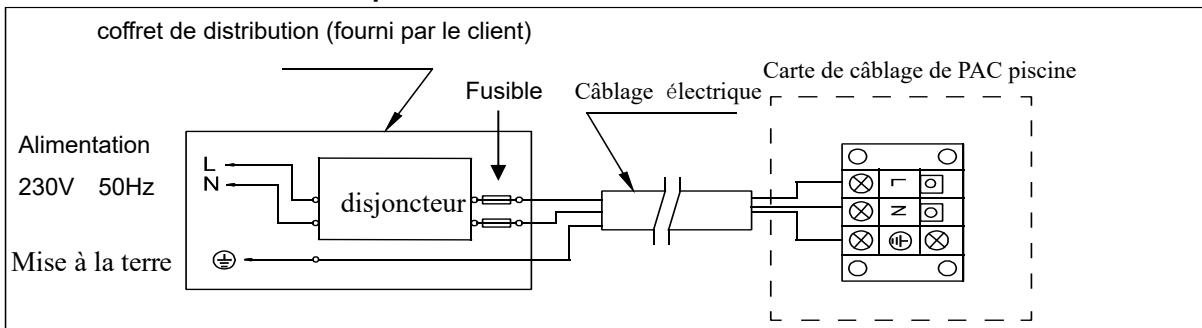 coffret de distribution (fourni par le client)
Carte de câblage de PAC piscine
Fusible
Câblage électrique
Alimentation
230V 50Hz
L
N
disjoncteur
Mise à la terre
L
N